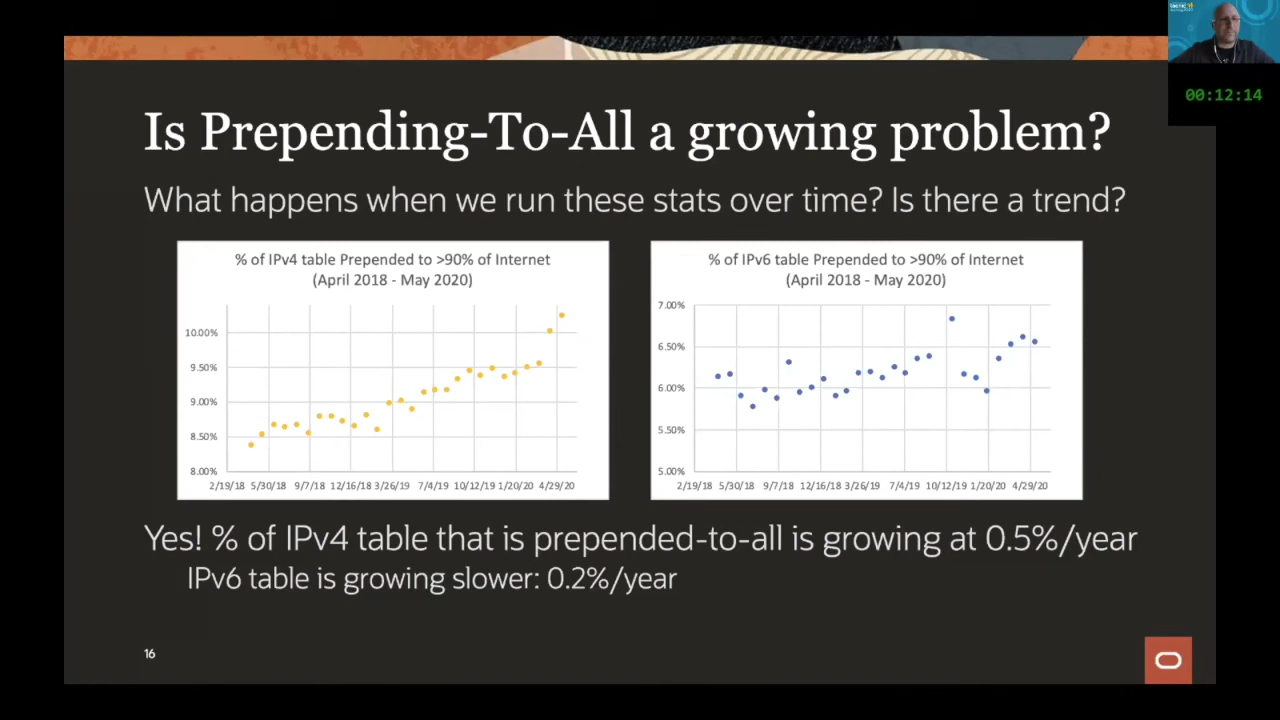 00:12:14
Is Prepending-To-All a growing problem?
What happens when we run these stats over time? Is there a trend?
% of IPv4 table Prepended to >90% of Internet
(April 2018 - May 2020)
10.00%
9.50%
9.00%
8.50%
8.00%
2/19/18 5/30/18 9/7/18 12/16/18 3/26/19 7/4/19 10/12/19 1/20/20 4/29/20
% of IPv6 table Prepended to >90% of Internet
(April 2018 - May 2020)
7.00%
6.50%
6.00%
5.50%
5.00%
2/19/18 5/30/18 9/7/18 12/16/18 3/26/19 7/4/19 10/12/19 1/20/20 4/29/20
Yes! % of IPv4 table that is prepended-to-all is growing at 0.5%/year
IPv6 table is growing slower: 0.2%/year
16